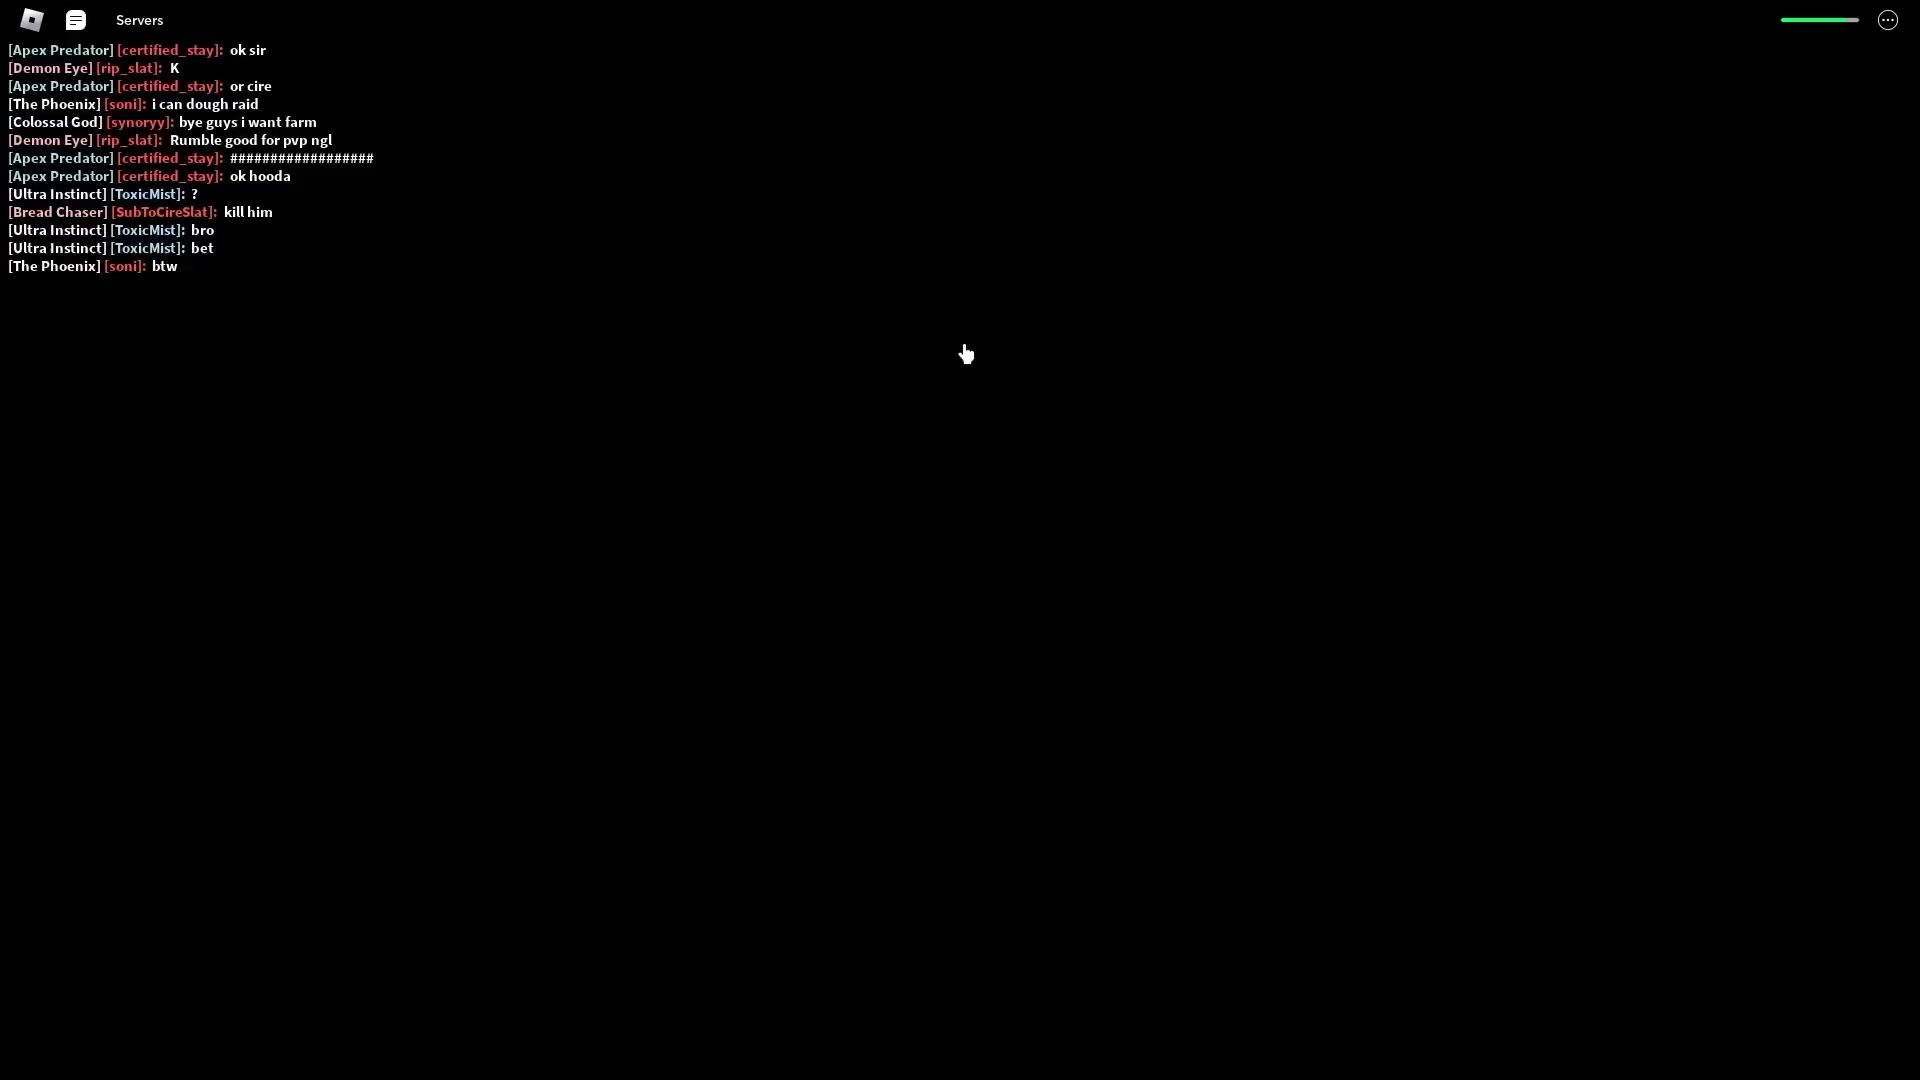 Servers
[Apex Predator] [certified_stay]: ok sir
[Demon Eye] [rip_slat]: K
[Apex Predator] [certified_stay]: or cire
[The Phoenix] [soni]: i can dough raid
[Colossal God] [synoryy]: bye guys i want farm
[Demon Eye] [rip_slat]: Rumble good for pvp ngl
[Apex Predator] [certified_stay]: ##################
[Apex Predator] [certified_stay]: ok hooda
[Ultra Instinct] [ToxicMist]: ?
[Bread Chaser] [SubToCireSlat]: kill him
[Ultra Instinct] [ToxicMist]: bro
[Ultra Instinct] [ToxicMist]: bet
[The Phoenix] [soni]: btw